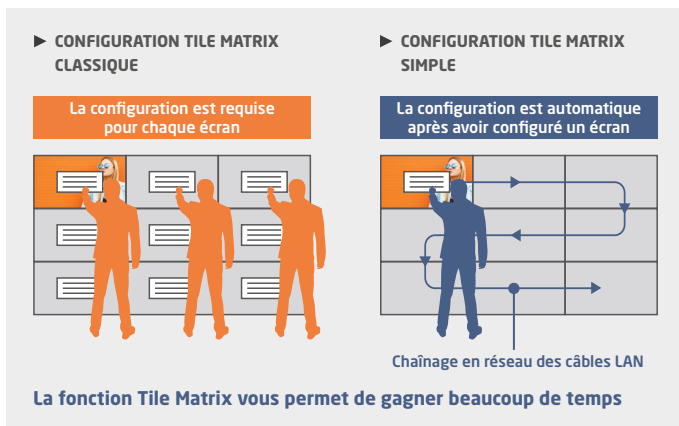 CONFIGURATION TILE MATRIX
CLASSIQUE
La configuration est requise
pour chaque écran
CONFIGURATION TILE MATRIX
SIMPLE
La configuration est automatique
après avoir configuré un écran
Chaînage en réseau des câbles LAN
La fonction Tile Matrix vous permet de gagner beaucoup de temps